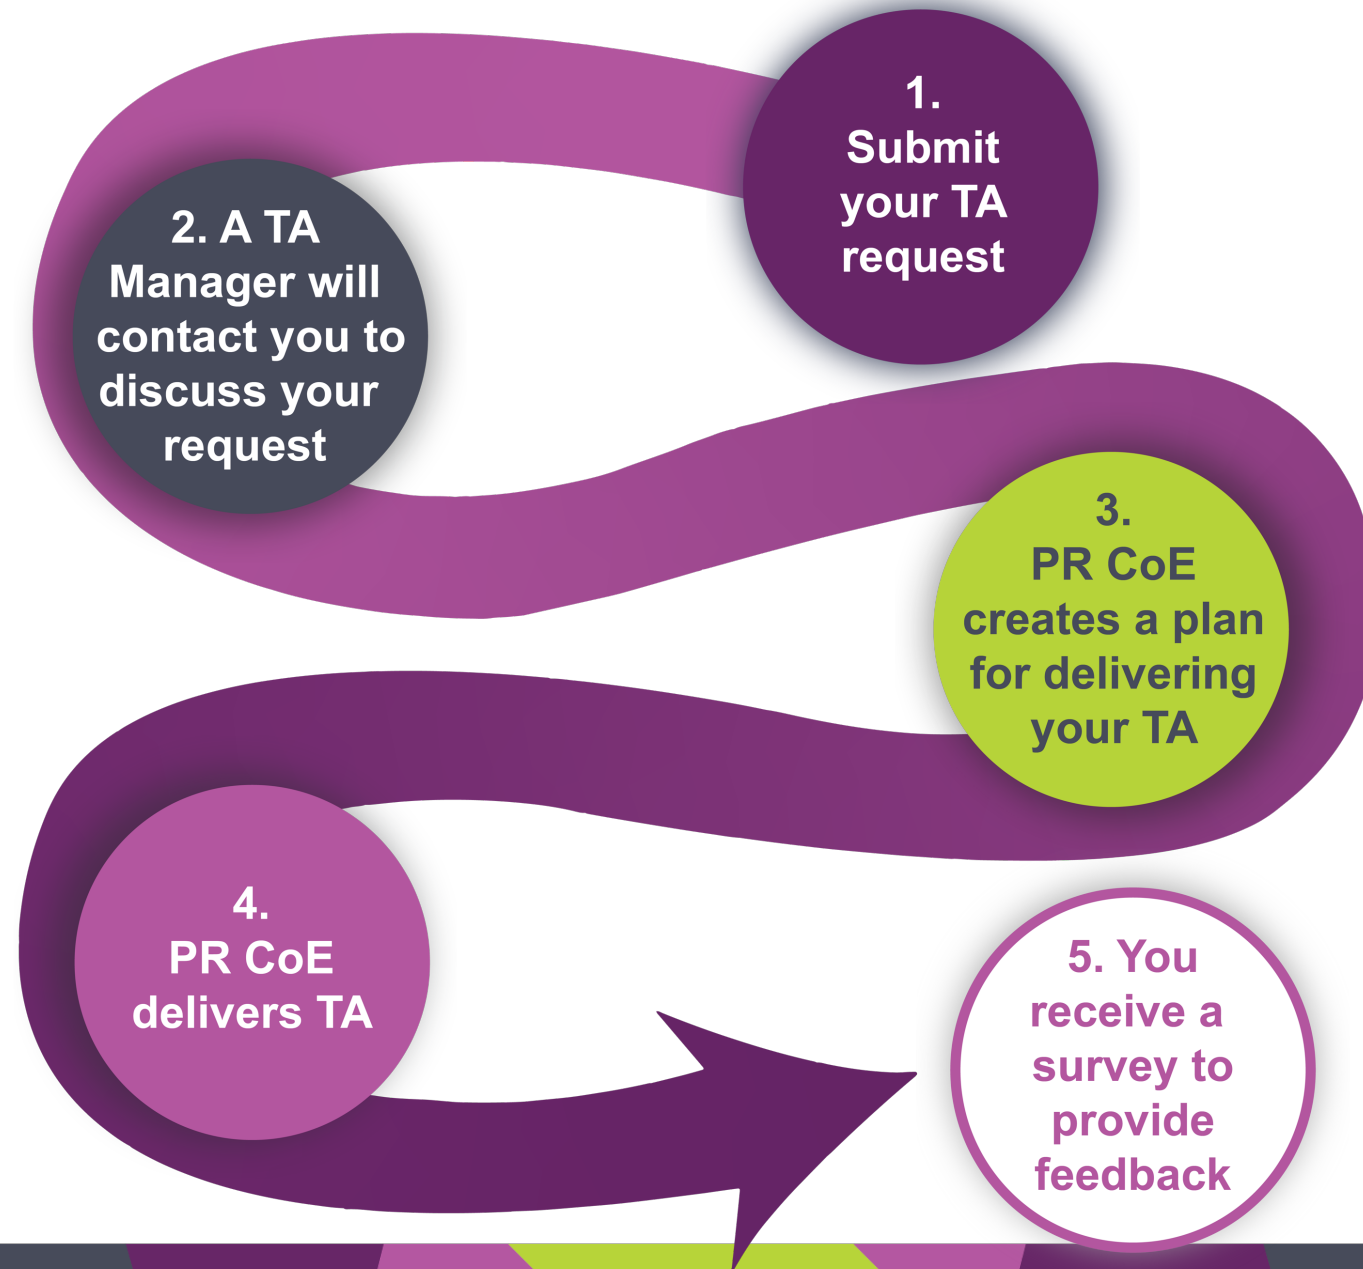 1.
Submit
your TA
request
2. A TA
Manager will
contact you to
discuss your
request
3.
PR CoE
creates a plan
for delivering
your TA
4.
PR CoE
delivers TA
5. You
receive a
survey to
provide
feedback